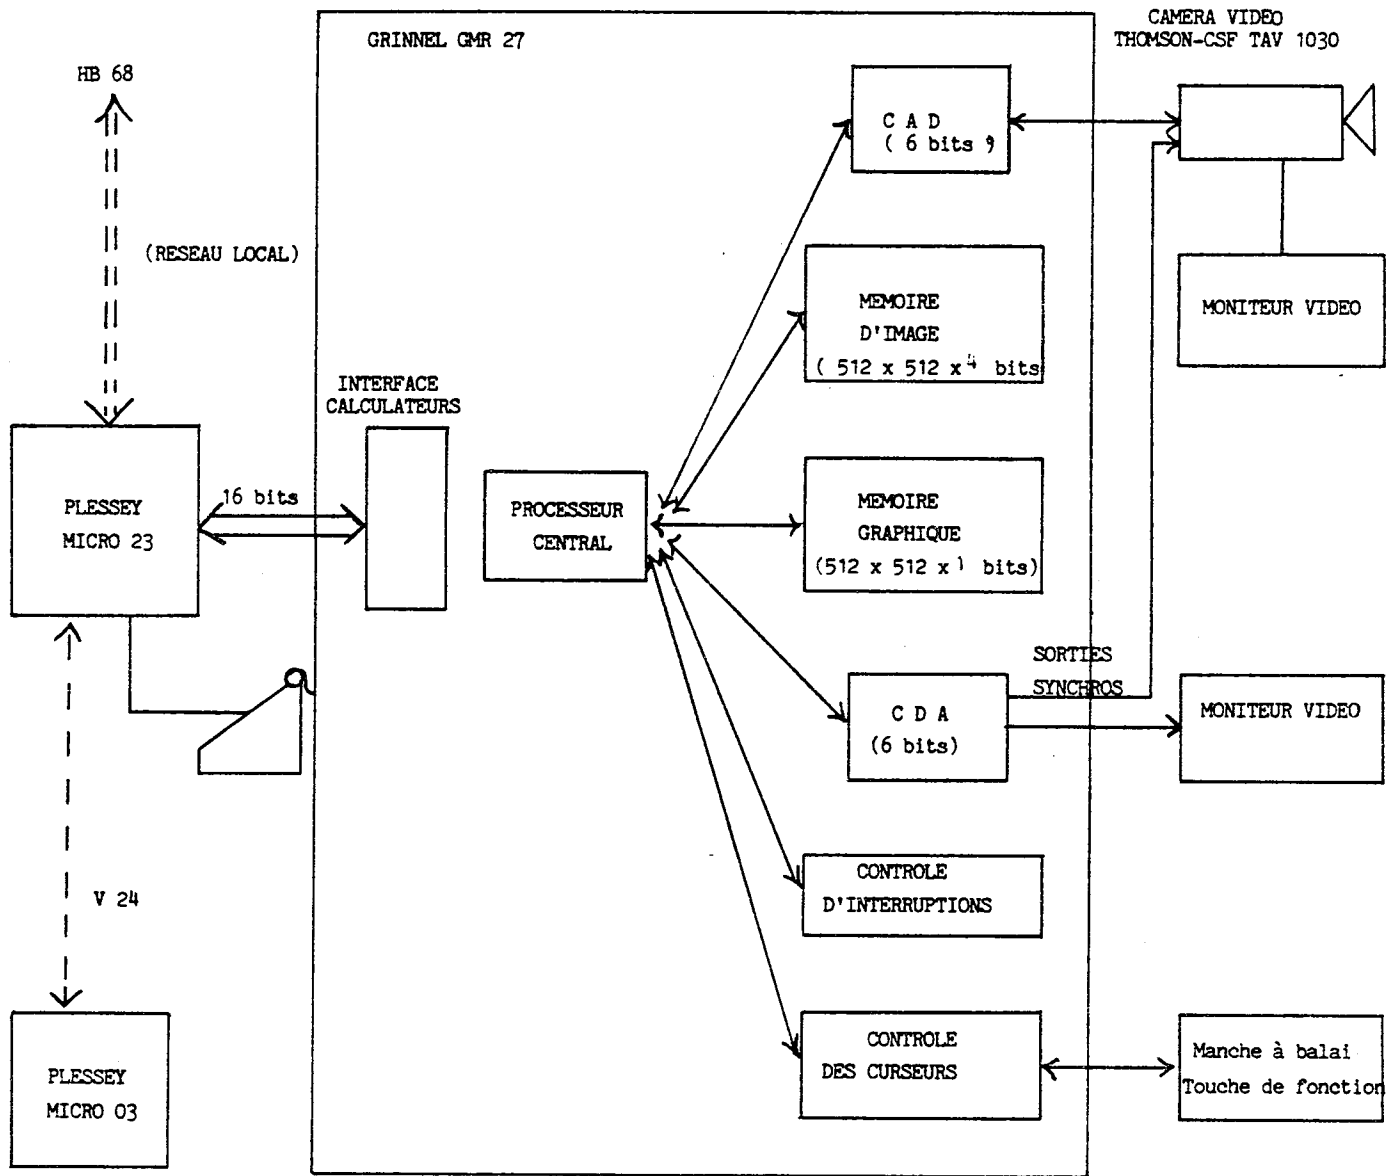 CAMERA VIDEO
THOMSON-CSF TAV 1030
GRINNEL GMR 27
HB 68
C A D
( 6 bits )
(RESEAU LOCAL)
MEMOIRE
D'IMAGE
( 512 x 512 x 4 bits
MONITEUR VIDEO
INTERFACE
CALCULATEURS
PLESSEY
MICRO 23
16 bits
PROCESSEUR
CENTRAL
MEMOIRE
GRAPHIQUE
(512 x 512 x 1 bits)
SORTIES
SYNCHROS
C D A
(6 bits)
MONITEUR VIDEO
V 24
CONTROLE
D'INTERRUPTIONS
CONTROLE
DES CURSEURS
Manche à balai
Touche de fonction
PLESSEY
MICRO 03